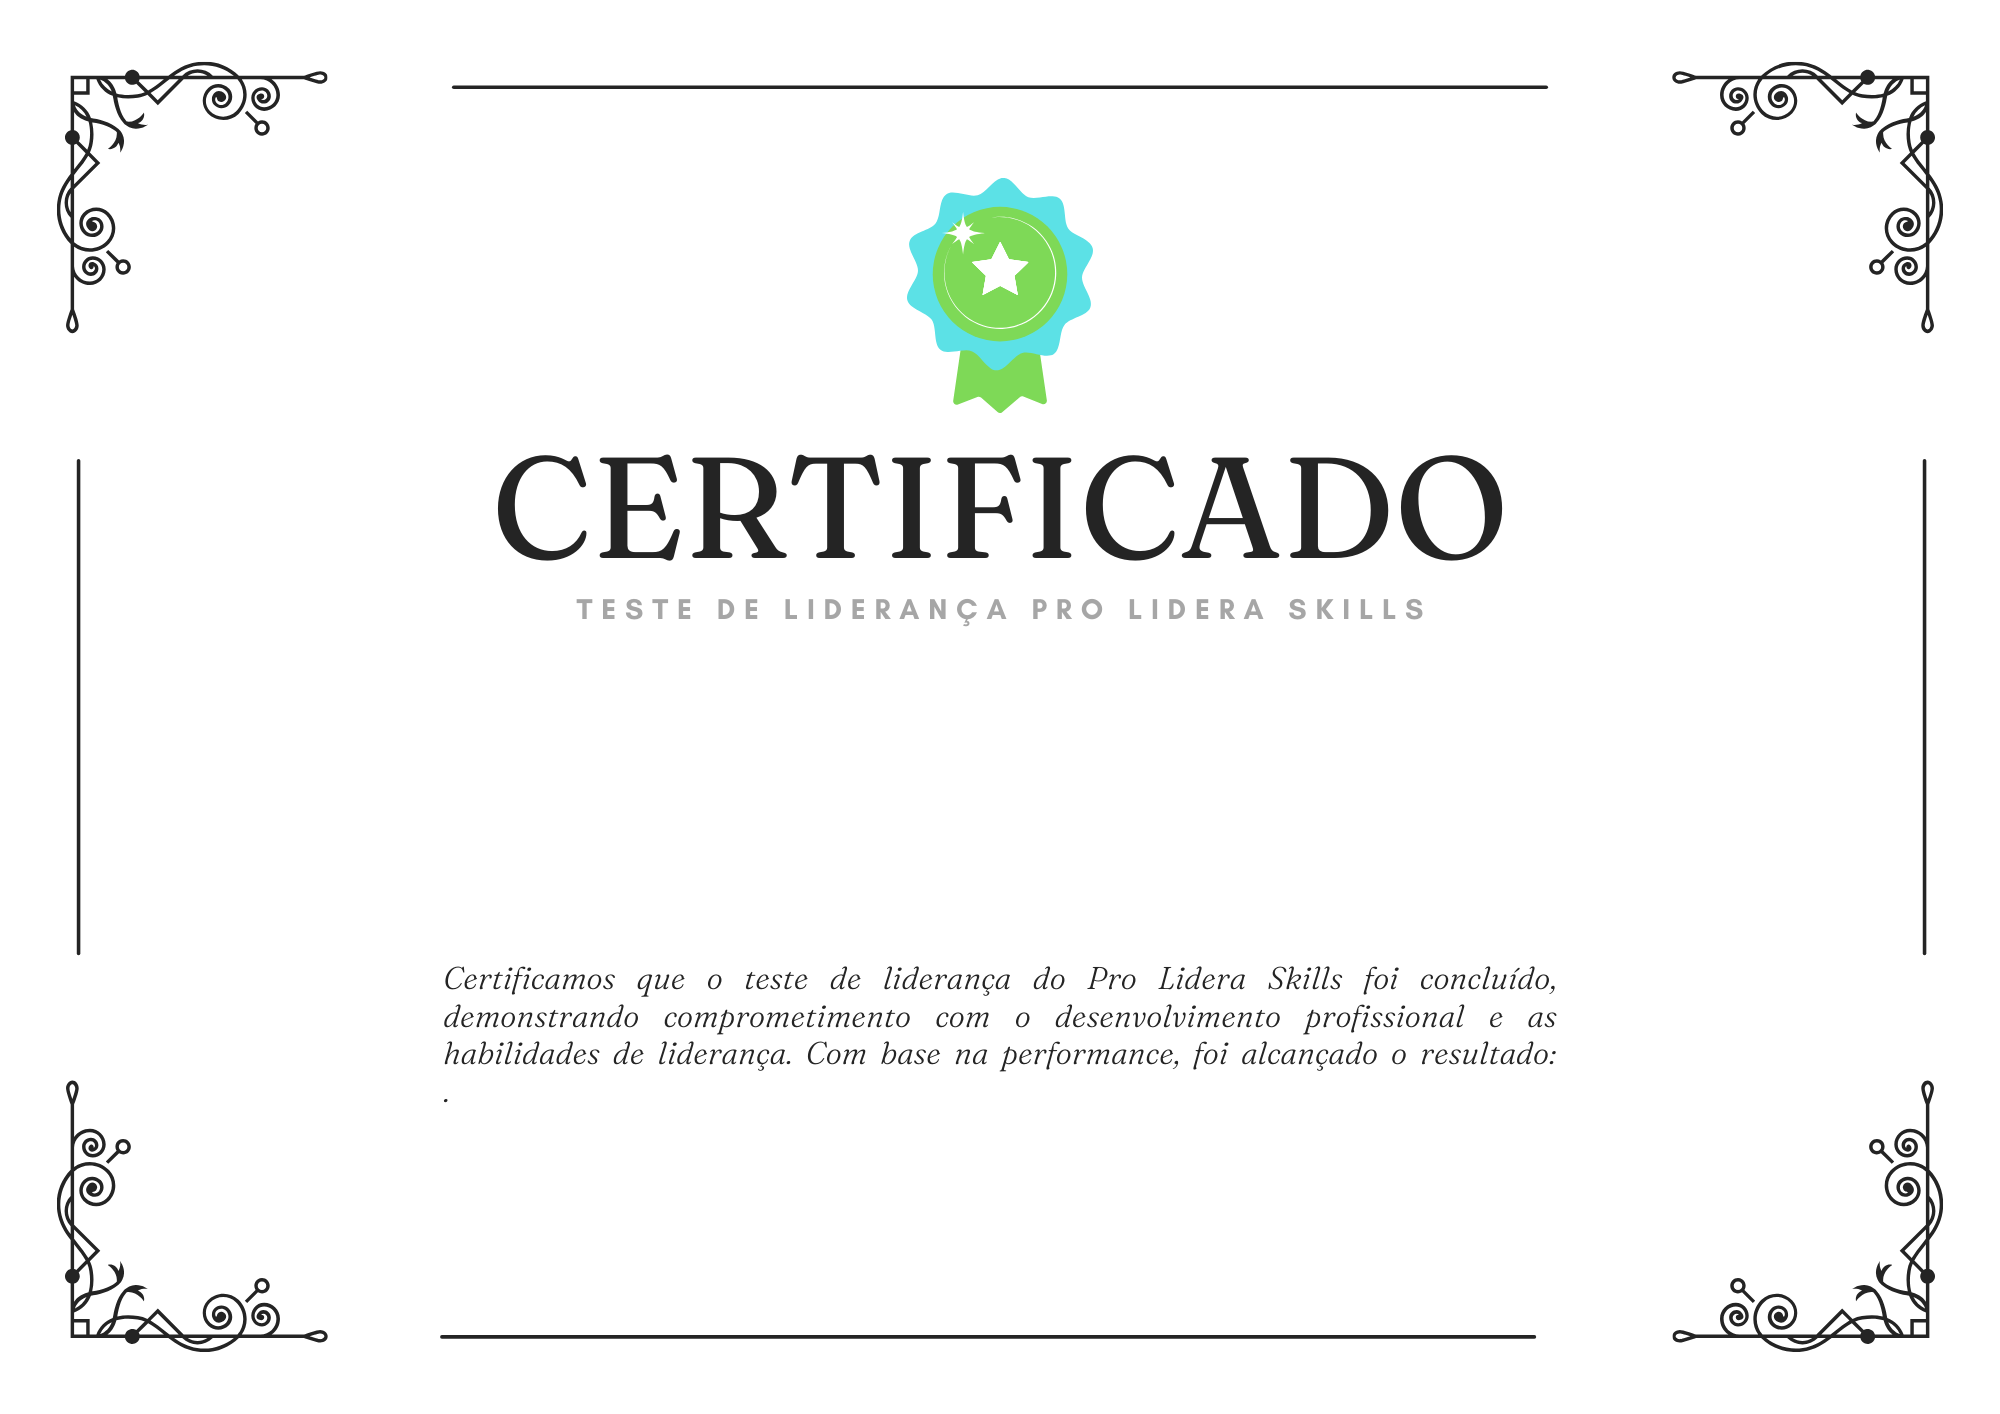 CERTIFICADO
TESTE DE LIDERANÇA PRO LIDERA SKILLS
Certificamos que o teste de liderança do Pro Lidera Skills foi concluído,
demonstrando comprometimento com o desenvolvimento profissional e as
habilidades de liderança. Com base na performance, foi alcançado o resultado:
.